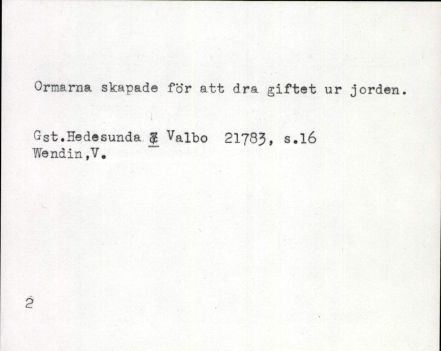 Ormarna skapade för att dra giftet ur jorden.
Gst.Hedesunda Valbo 21783, s.16
Wendin,V.
2